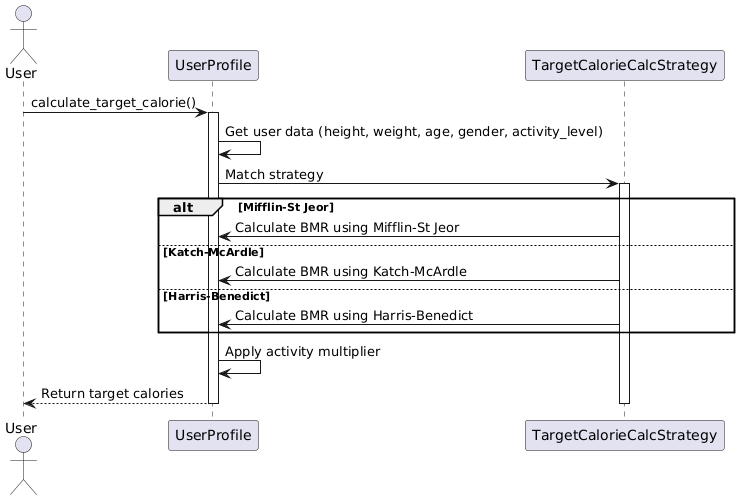 User
UserProfile
TargetCalorieCalcStrategy
calculate_target_calorie()
Get user data (height, weight, age, gender, activity_level)
Match strategy
alt [Mifflin-St Jeor]
Calculate BMR using Mifflin-St Jeor
[Katch-McArdle]
Calculate BMR using Katch-McArdle
[Harris-Benedict]
Calculate BMR using Harris-Benedict
Apply activity multiplier
Return target calories
User
UserProfile
TargetCalorieCalcStrategy